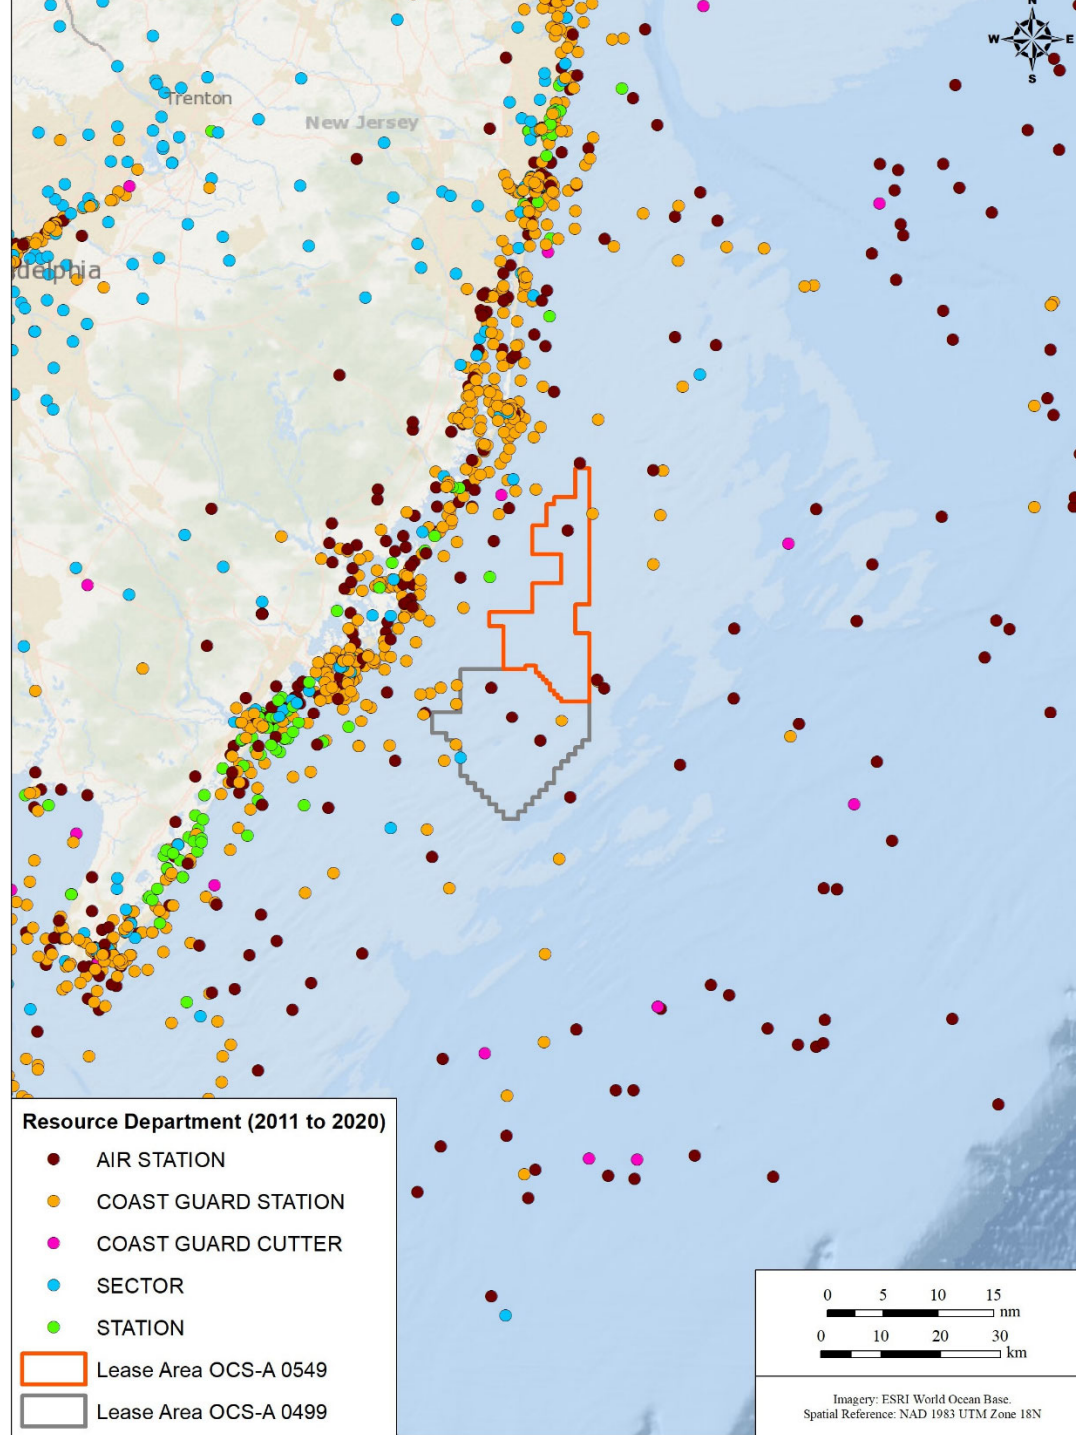 N
W E
S
Trenton
New Jersey
delphia
Resource Department (2011 to 2020)
AIR STATION
COAST GUARD STATION
COAST GUARD CUTTER
SECTOR
STATION
Lease Area OCS-A 0549
Lease Area OCS-A 0499
0 5 10 15
nm
0 10 20 30
km
Imagery: ESRI World Ocean Base.
Spatial Reference: NAD 1983 UTM Zone 18N